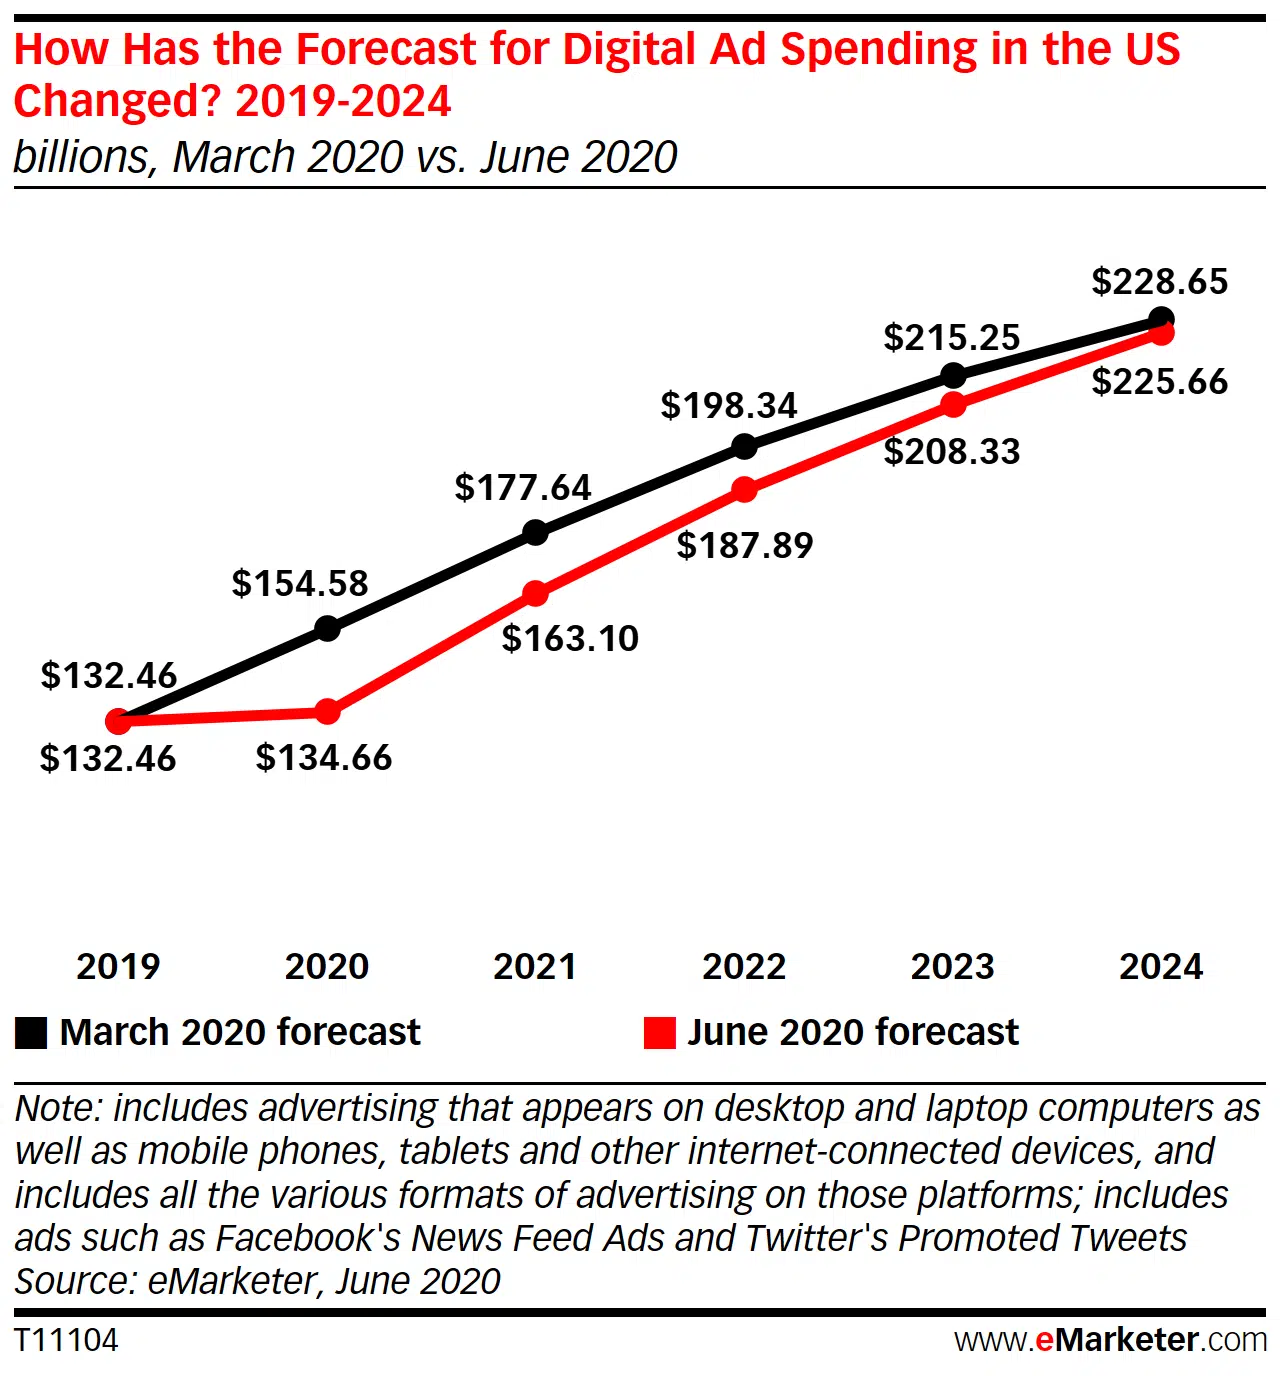 How Has the Forecast for Digital Ad Spending in the US
Changed? 2019-2024
billions, March 2020 vs. June 2020
$228.65
$215.25
$225.66
$198.34
$208.33
$177.64
$187.89
$154.58
$163.10
$132.46
$132.46
$134.66
2019 2020 2021 2022 2023 2024
March 2020 forecast June 2020 forecast
Note: includes advertising that appears on desktop and laptop computers as
well as mobile phones, tablets and other internet-connected devices, and
includes all the various formats of advertising on those platforms; includes
ads such as Facebook's News Feed Ads and Twitter's Promoted Tweets
Source: eMarketer, June 2020
T11104 www.eMarketer.com